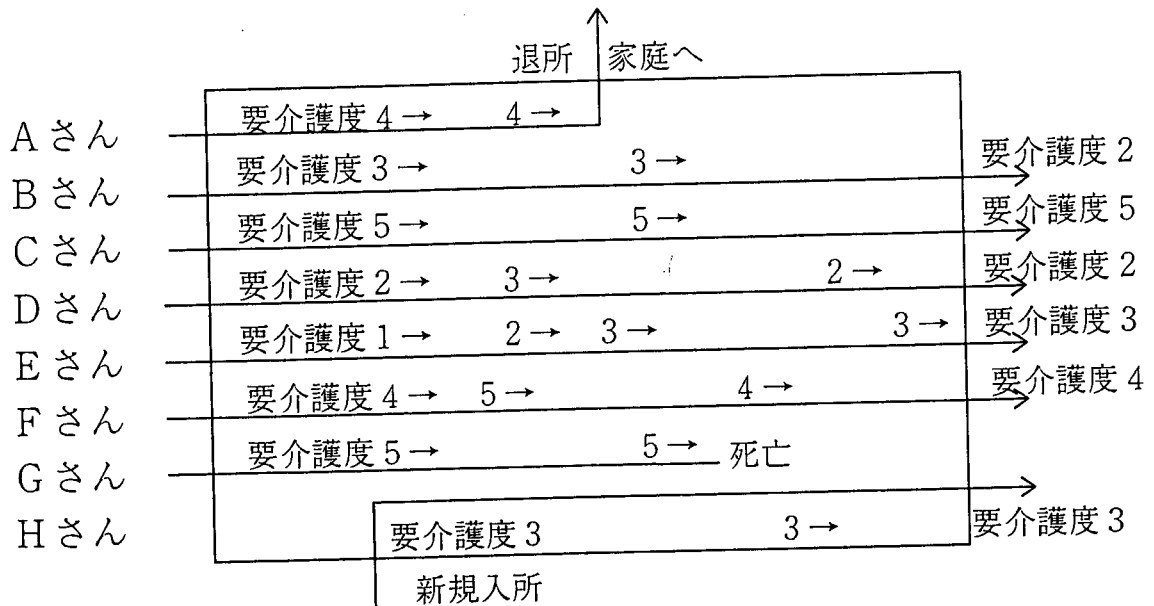 退所 家庭へ
Aさん 要介護度4→ 4→
Bさん 要介護度3→ 3→ 要介護度2
Cさん 要介護度5→ 5→ 要介護度5
Dさん 要介護度2→ 3→ 2→ 要介護度2
Eさん 要介護度1→ 2→ 3→ 3→ 要介護度3
Fさん 要介護度4→ 5→ 4→ 要介護度4
Gさん 要介護度5→ 5→ 死亡
Hさん 要介護度3 3→ 要介護度3
新規入所